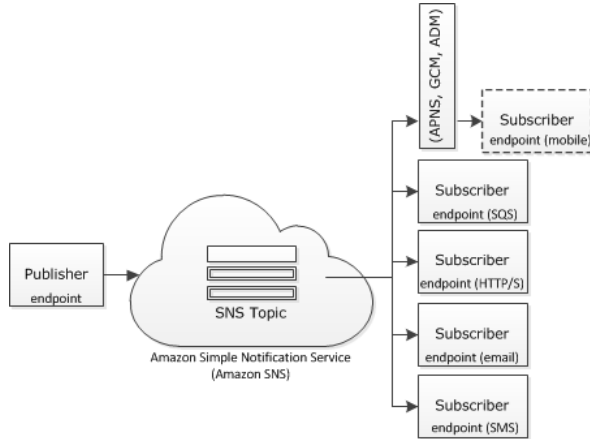 Publisher
endpoint
SNS Topic
Amazon Simple Notification Service
(Amazon SNS)
(APNS, GCM, ADM)
Subscriber
endpoint (mobile)
Subscriber
endpoint (SQS)
Subscriber
endpoint (HTTP/S)
Subscriber
endpoint (email)
Subscriber
endpoint (SMS)